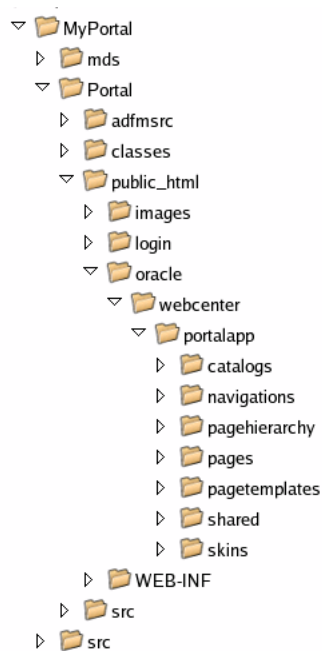 MyPortal
mds
Portal
adfmsrc
classes
public_html
images
login
oracle
webcenter
portalapp
catalogs
navigations
pagehierarchy
pages
pagetemplates
shared
skins
WEB-INF
src
src